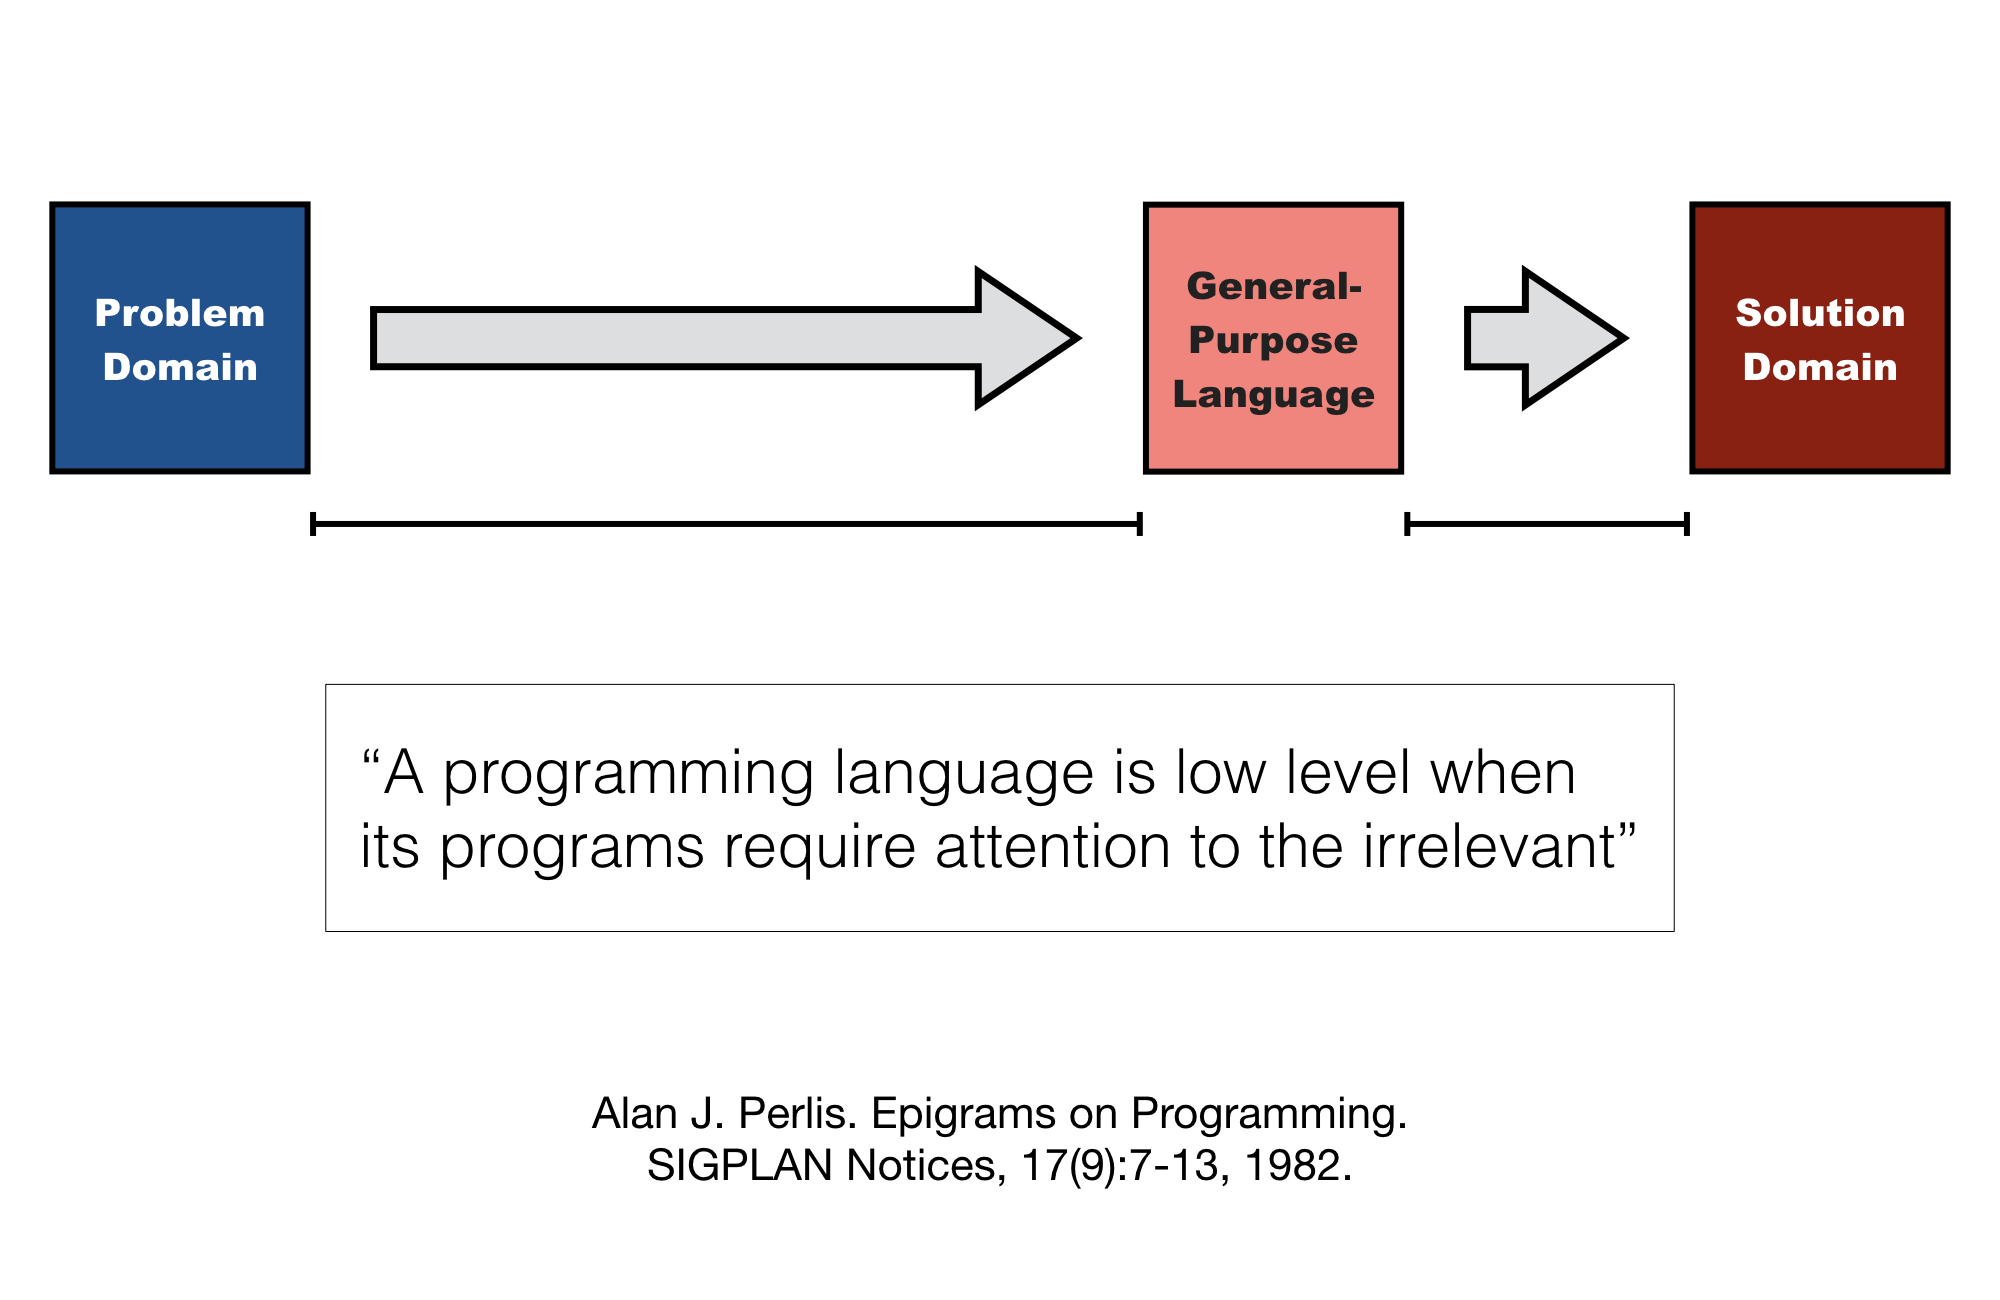 Problem
Domain
General-
Purpose
Language
Solution
Domain
“A programming language is low level when
its programs require attention to the irrelevant”
Alan J. Perlis. Epigrams on Programming.
SIGPLAN Notices, 17(9):7-13, 1982.